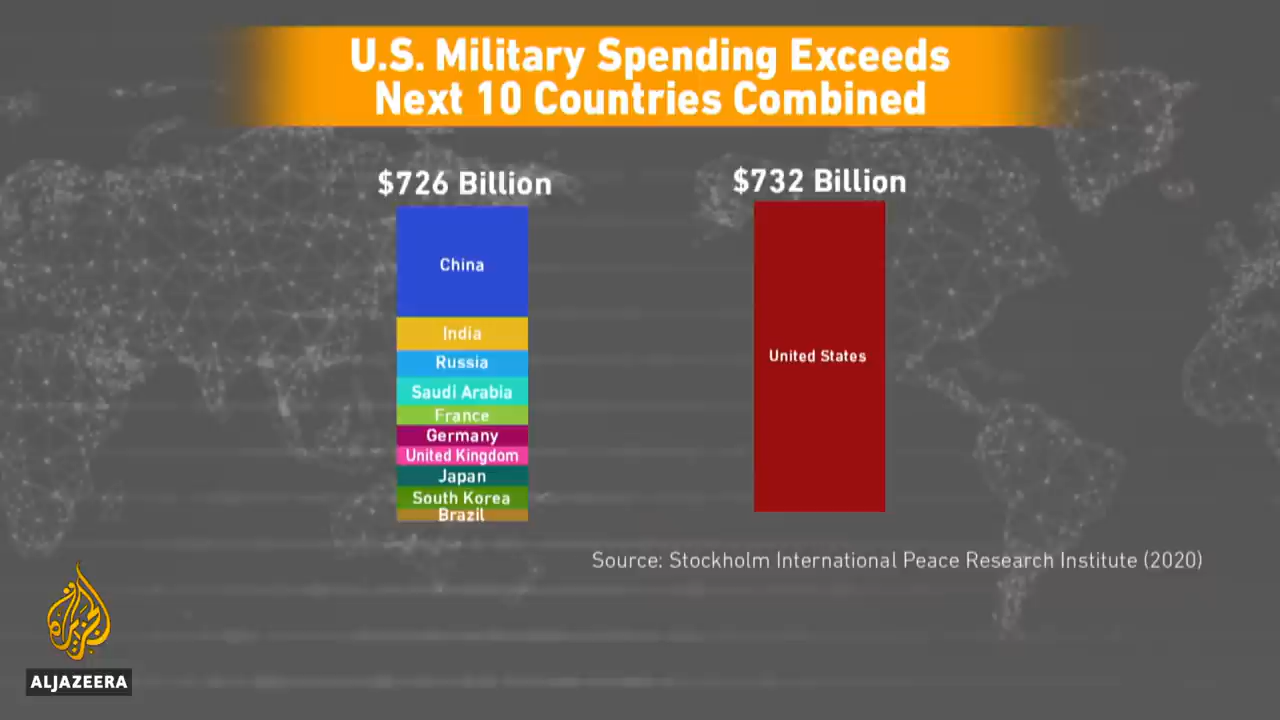 U.S. Military Spending Exceeds
Next 10 Countries Combined
$726 Billion
$732 Billion
China
India
Russia
Saudi Arabia
France
Germany
United Kingdom
Japan
South Korea
Brazil
United States
Source: Stockholm International Peace Research Institute (2020)
الجزيرة
ALJAZEERA